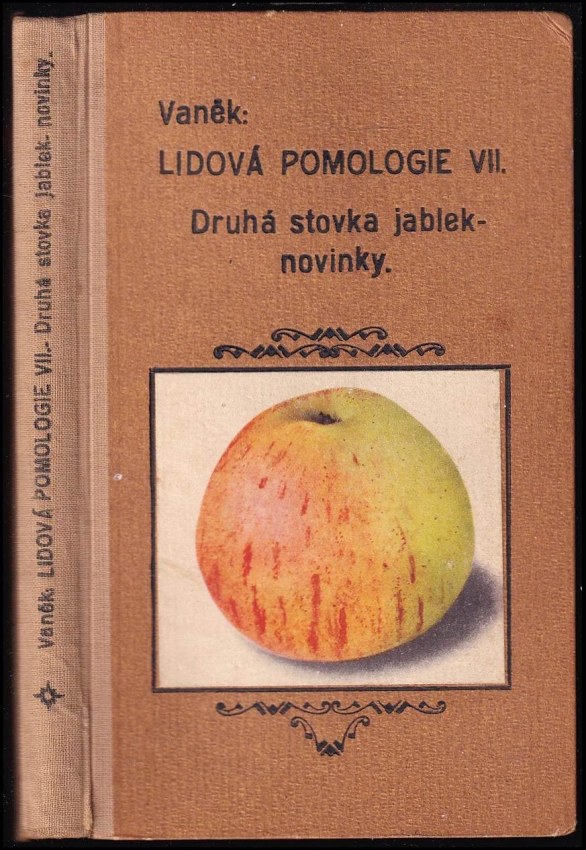 Vaněk: LIDOVÁ POMOLOGIE VII.- Druhá stovka jablek- novinky.
Vaněk:
LIDOVÁ POMOLOGIE VII.
Druhá stovka jablek-
novinky.